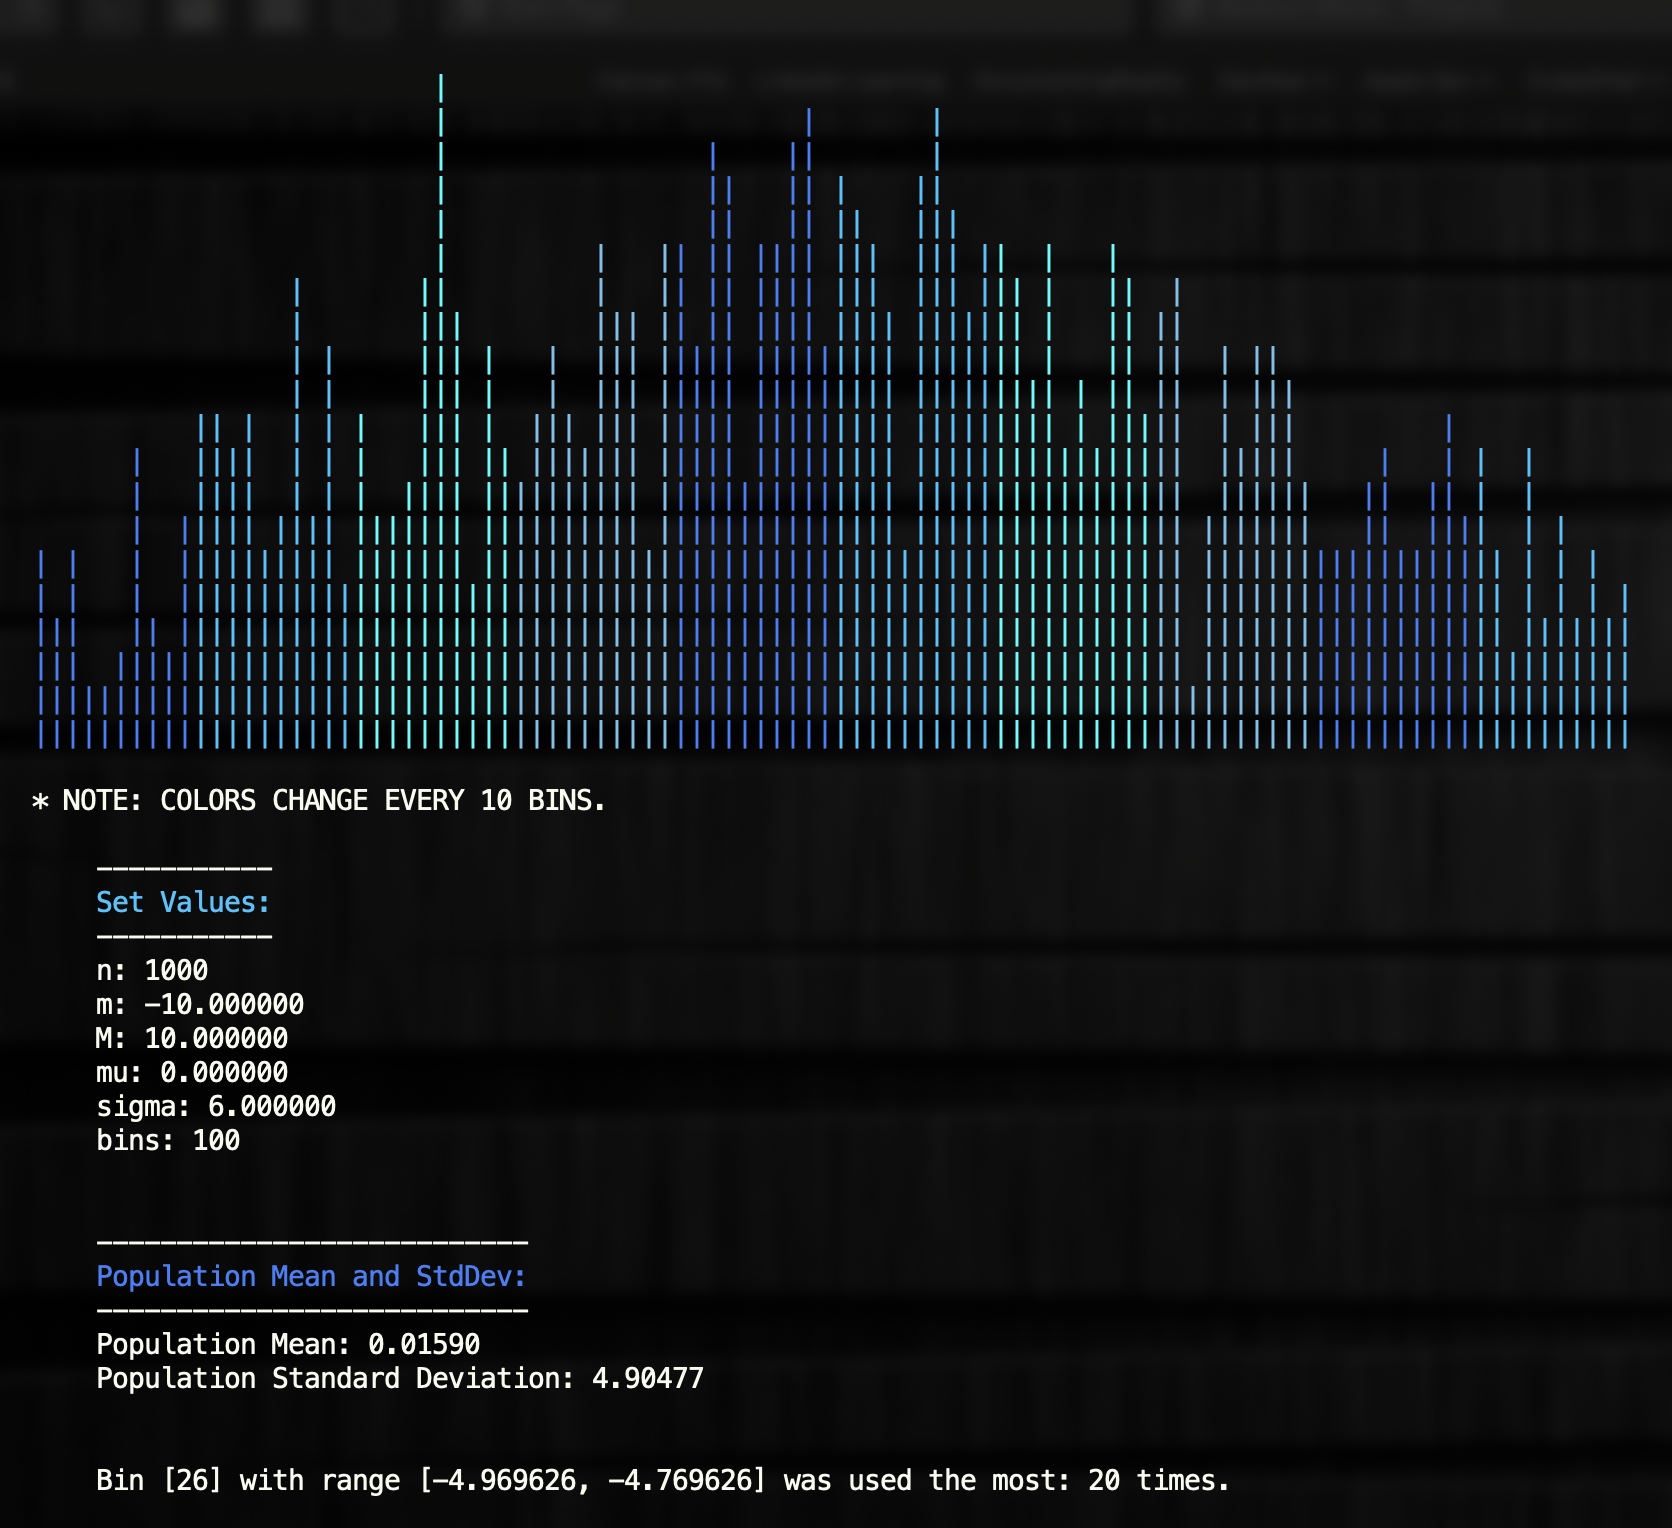 * NOTE: COLORS CHANGE EVERY 10 BINS.
-----------
Set Values:
-----------
n: 1000
m: -10.000000
M: 10.000000
mu: 0.000000
sigma: 6.000000
bins: 100
---------------------------
Population Mean and StdDev:
---------------------------
Population Mean: 0.01590
Population Standard Deviation: 4.90477
Bin [26] with range [-4.969626, -4.769626] was used the most: 20 times.